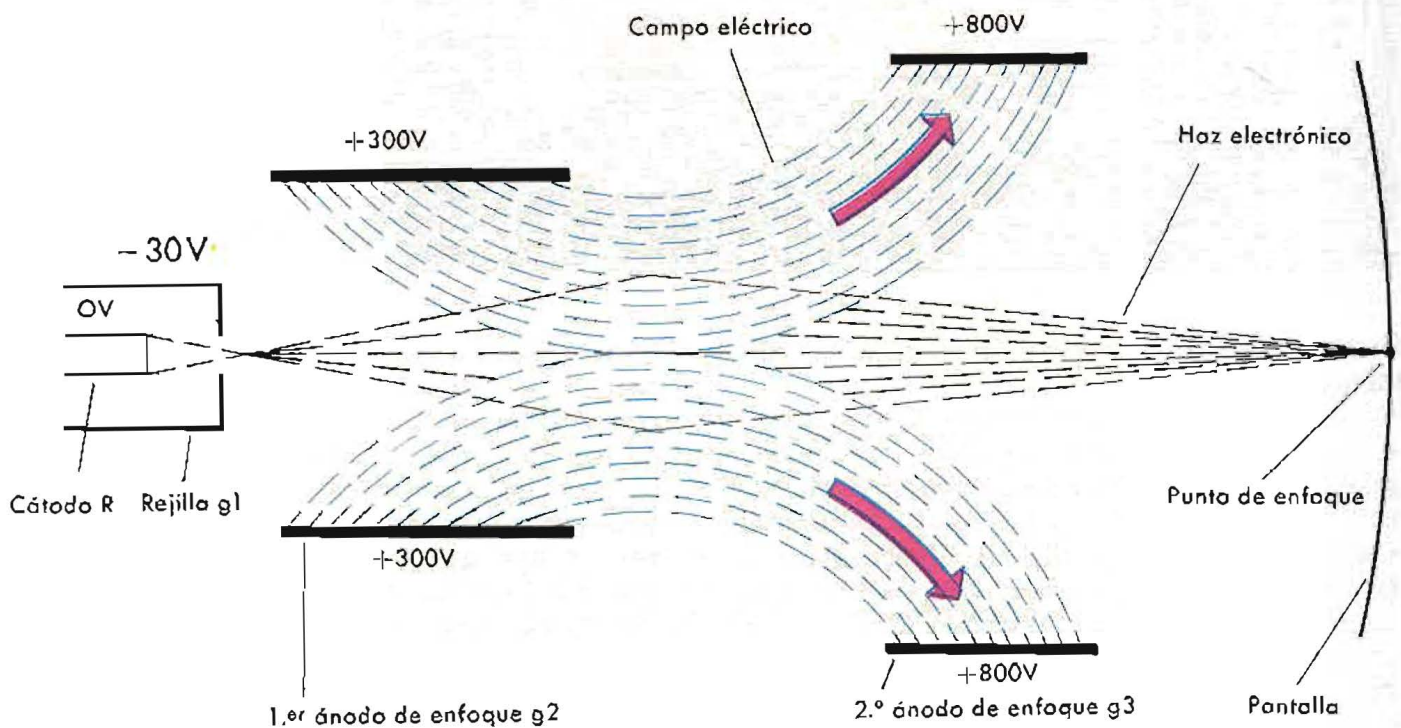 Campo eléctrico
+800V
+300V
Haz electrónico
– 30V
OV
Cátodo R
Rejilla g1
Punto de enfoque
+300V
+800V
1.er ánodo de enfoque g2
2.º ánodo de enfoque g3
Pantalla